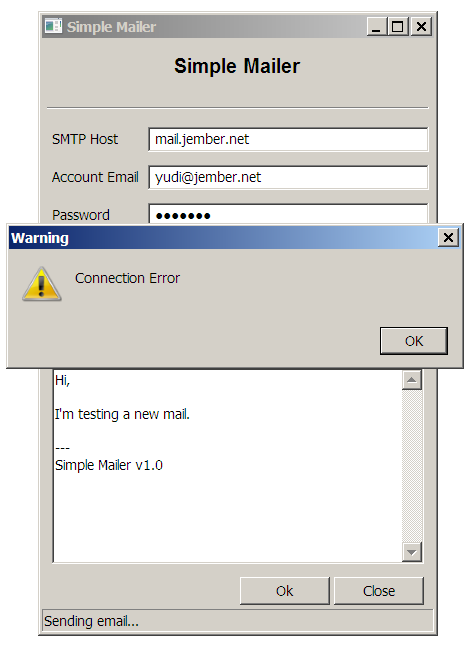 Simple Mailer
Simple Mailer
SMTP Host mail.jember.net
Account Email yudi@jember.net
Password ●●●●●●●
Warning
Connection Error
OK
Hi,
I'm testing a new mail.
---
Simple Mailer v1.0
Ok Close
Sending email...